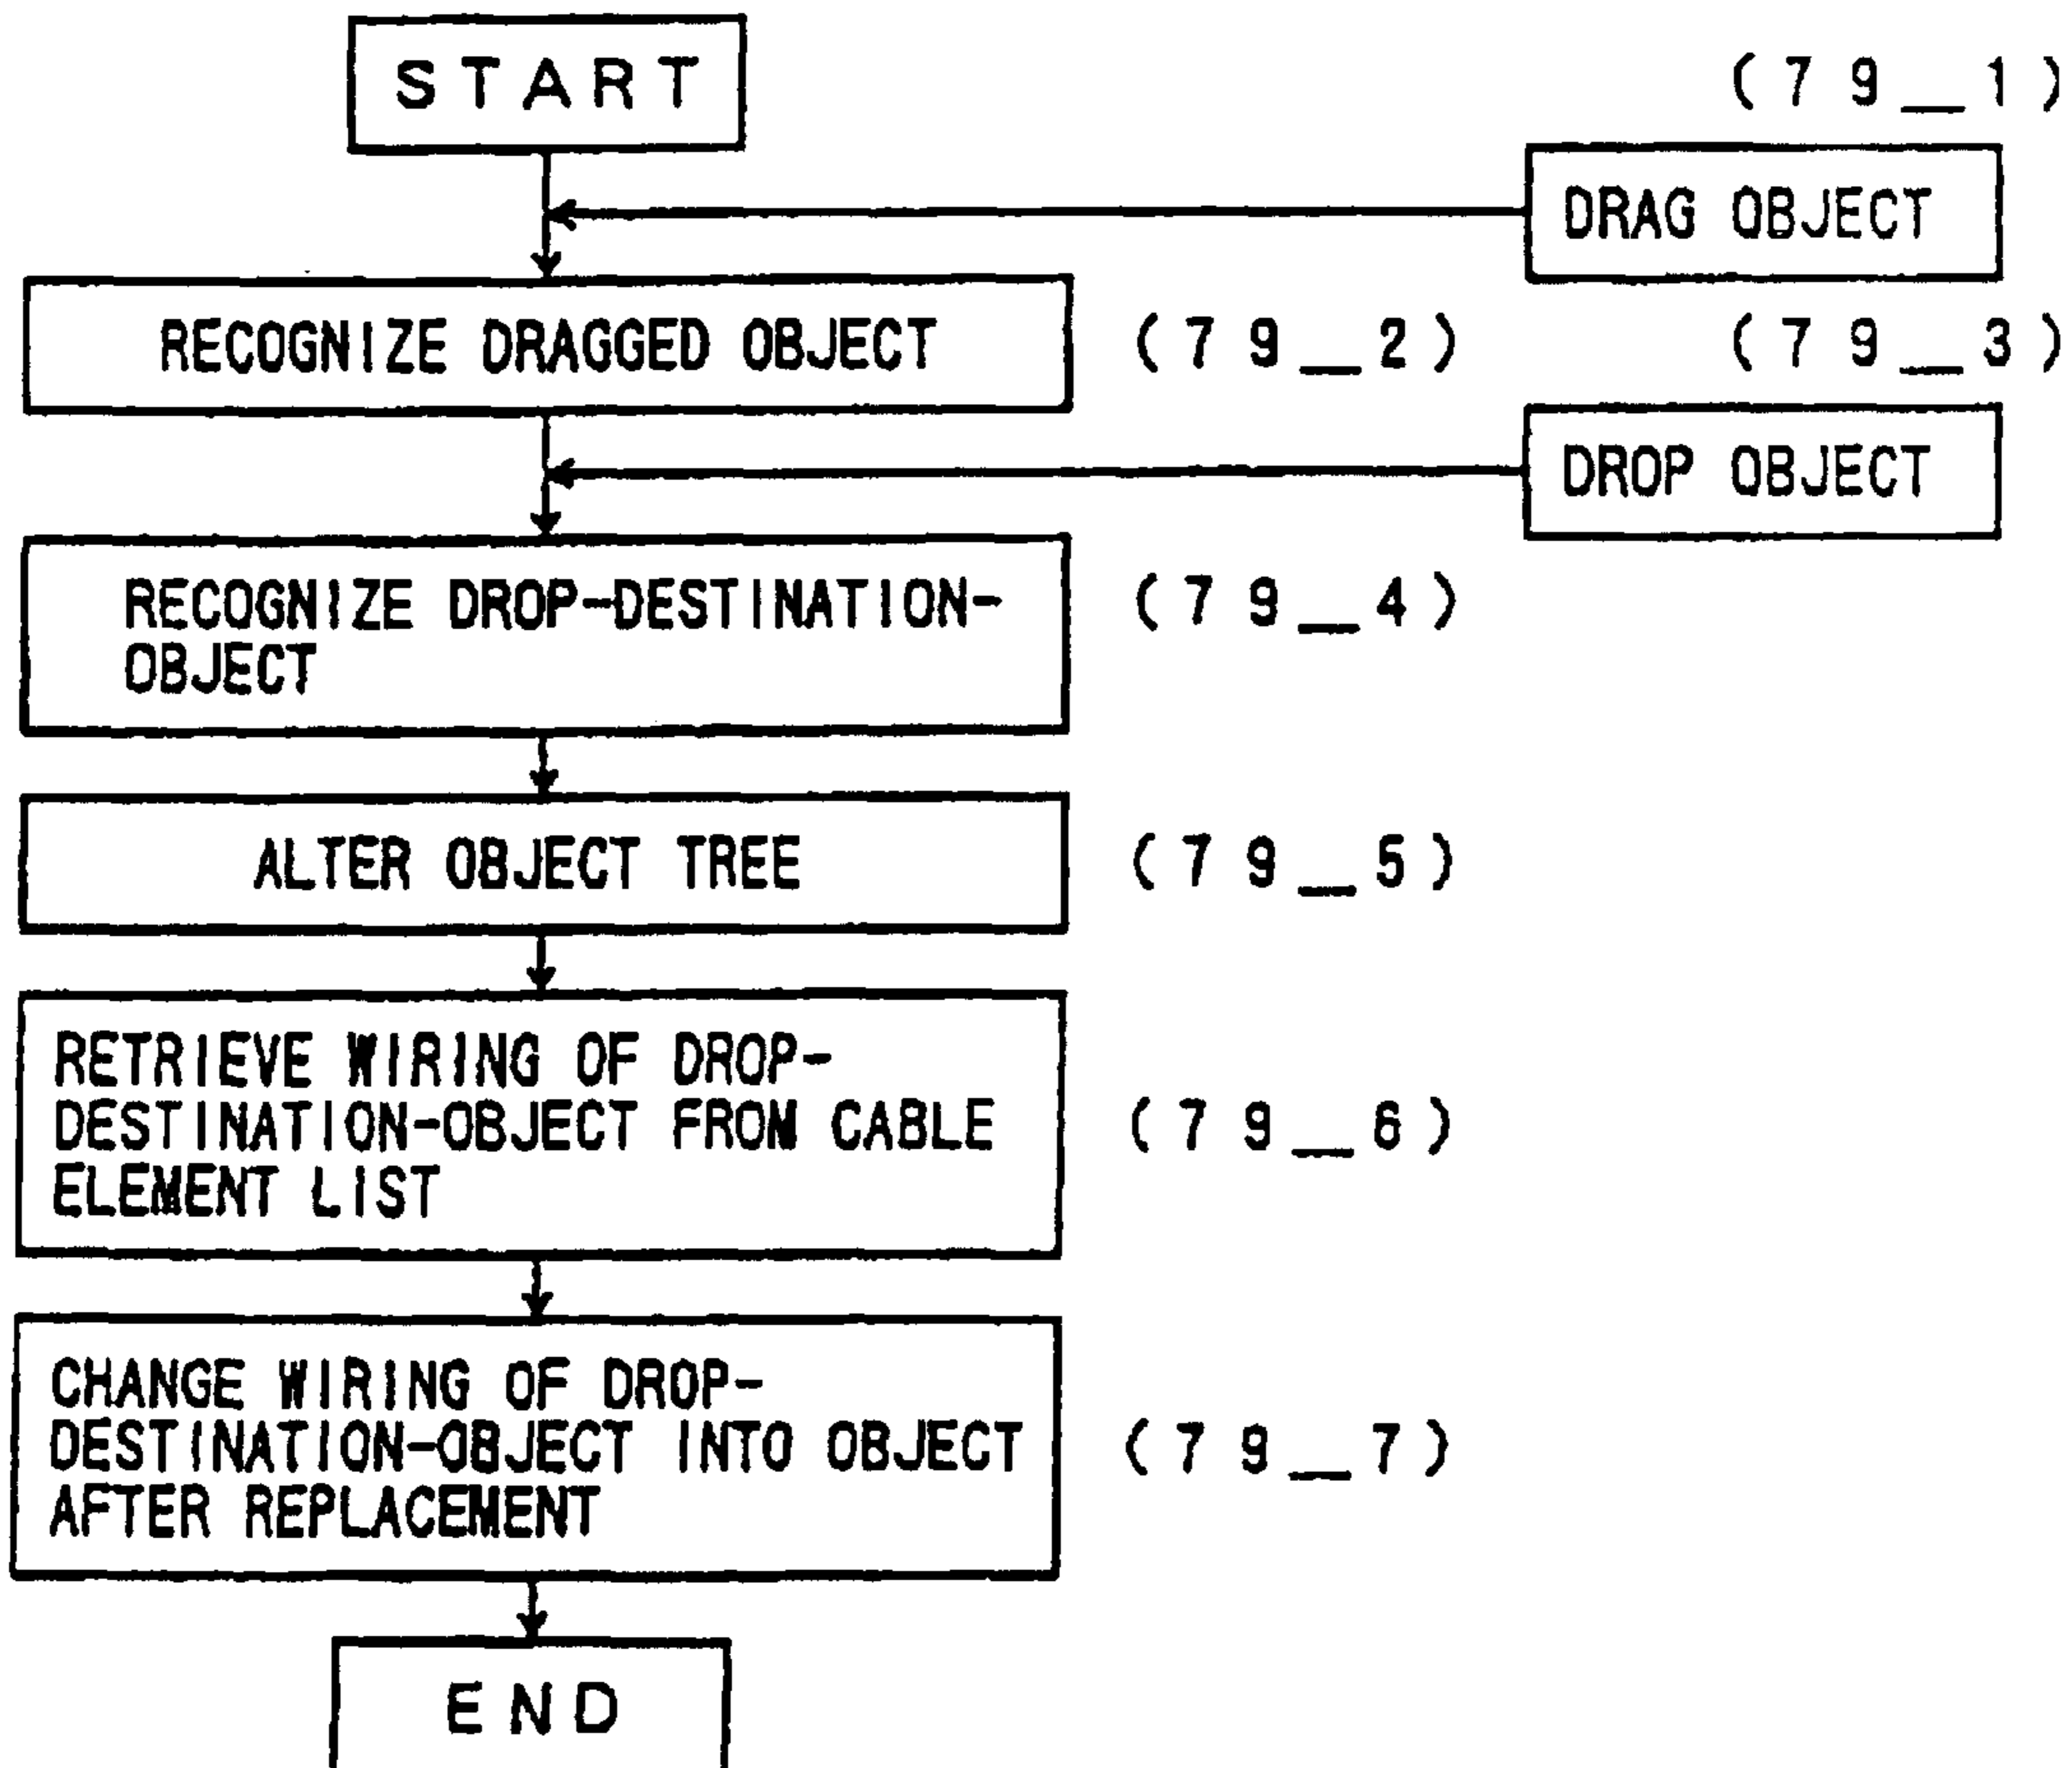 START
(79_1)
DRAG OBJECT
RECOGNIZE DRAGGED OBJECT
(79_2)
(79_3)
DROP OBJECT
RECOGNIZE DROP-DESTINATION-
OBJECT
(79_4)
ALTER OBJECT TREE
(79_5)
RETRIEVE WIRING OF DROP-
DESTINATION-OBJECT FROM CABLE
ELEMENT LIST
(79_6)
CHANGE WIRING OF DROP-
DESTINATION-OBJECT INTO OBJECT
AFTER REPLACEMENT
(79_7)
END